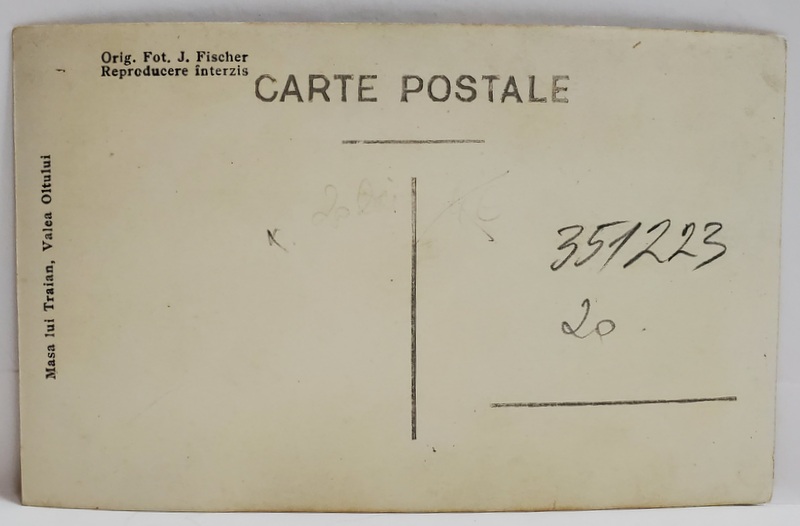 Orig. Fot. J. Fischer
Reproducere interzis
CARTE POSTALE
Masa lui Traian, Valea Oltului
351223
20